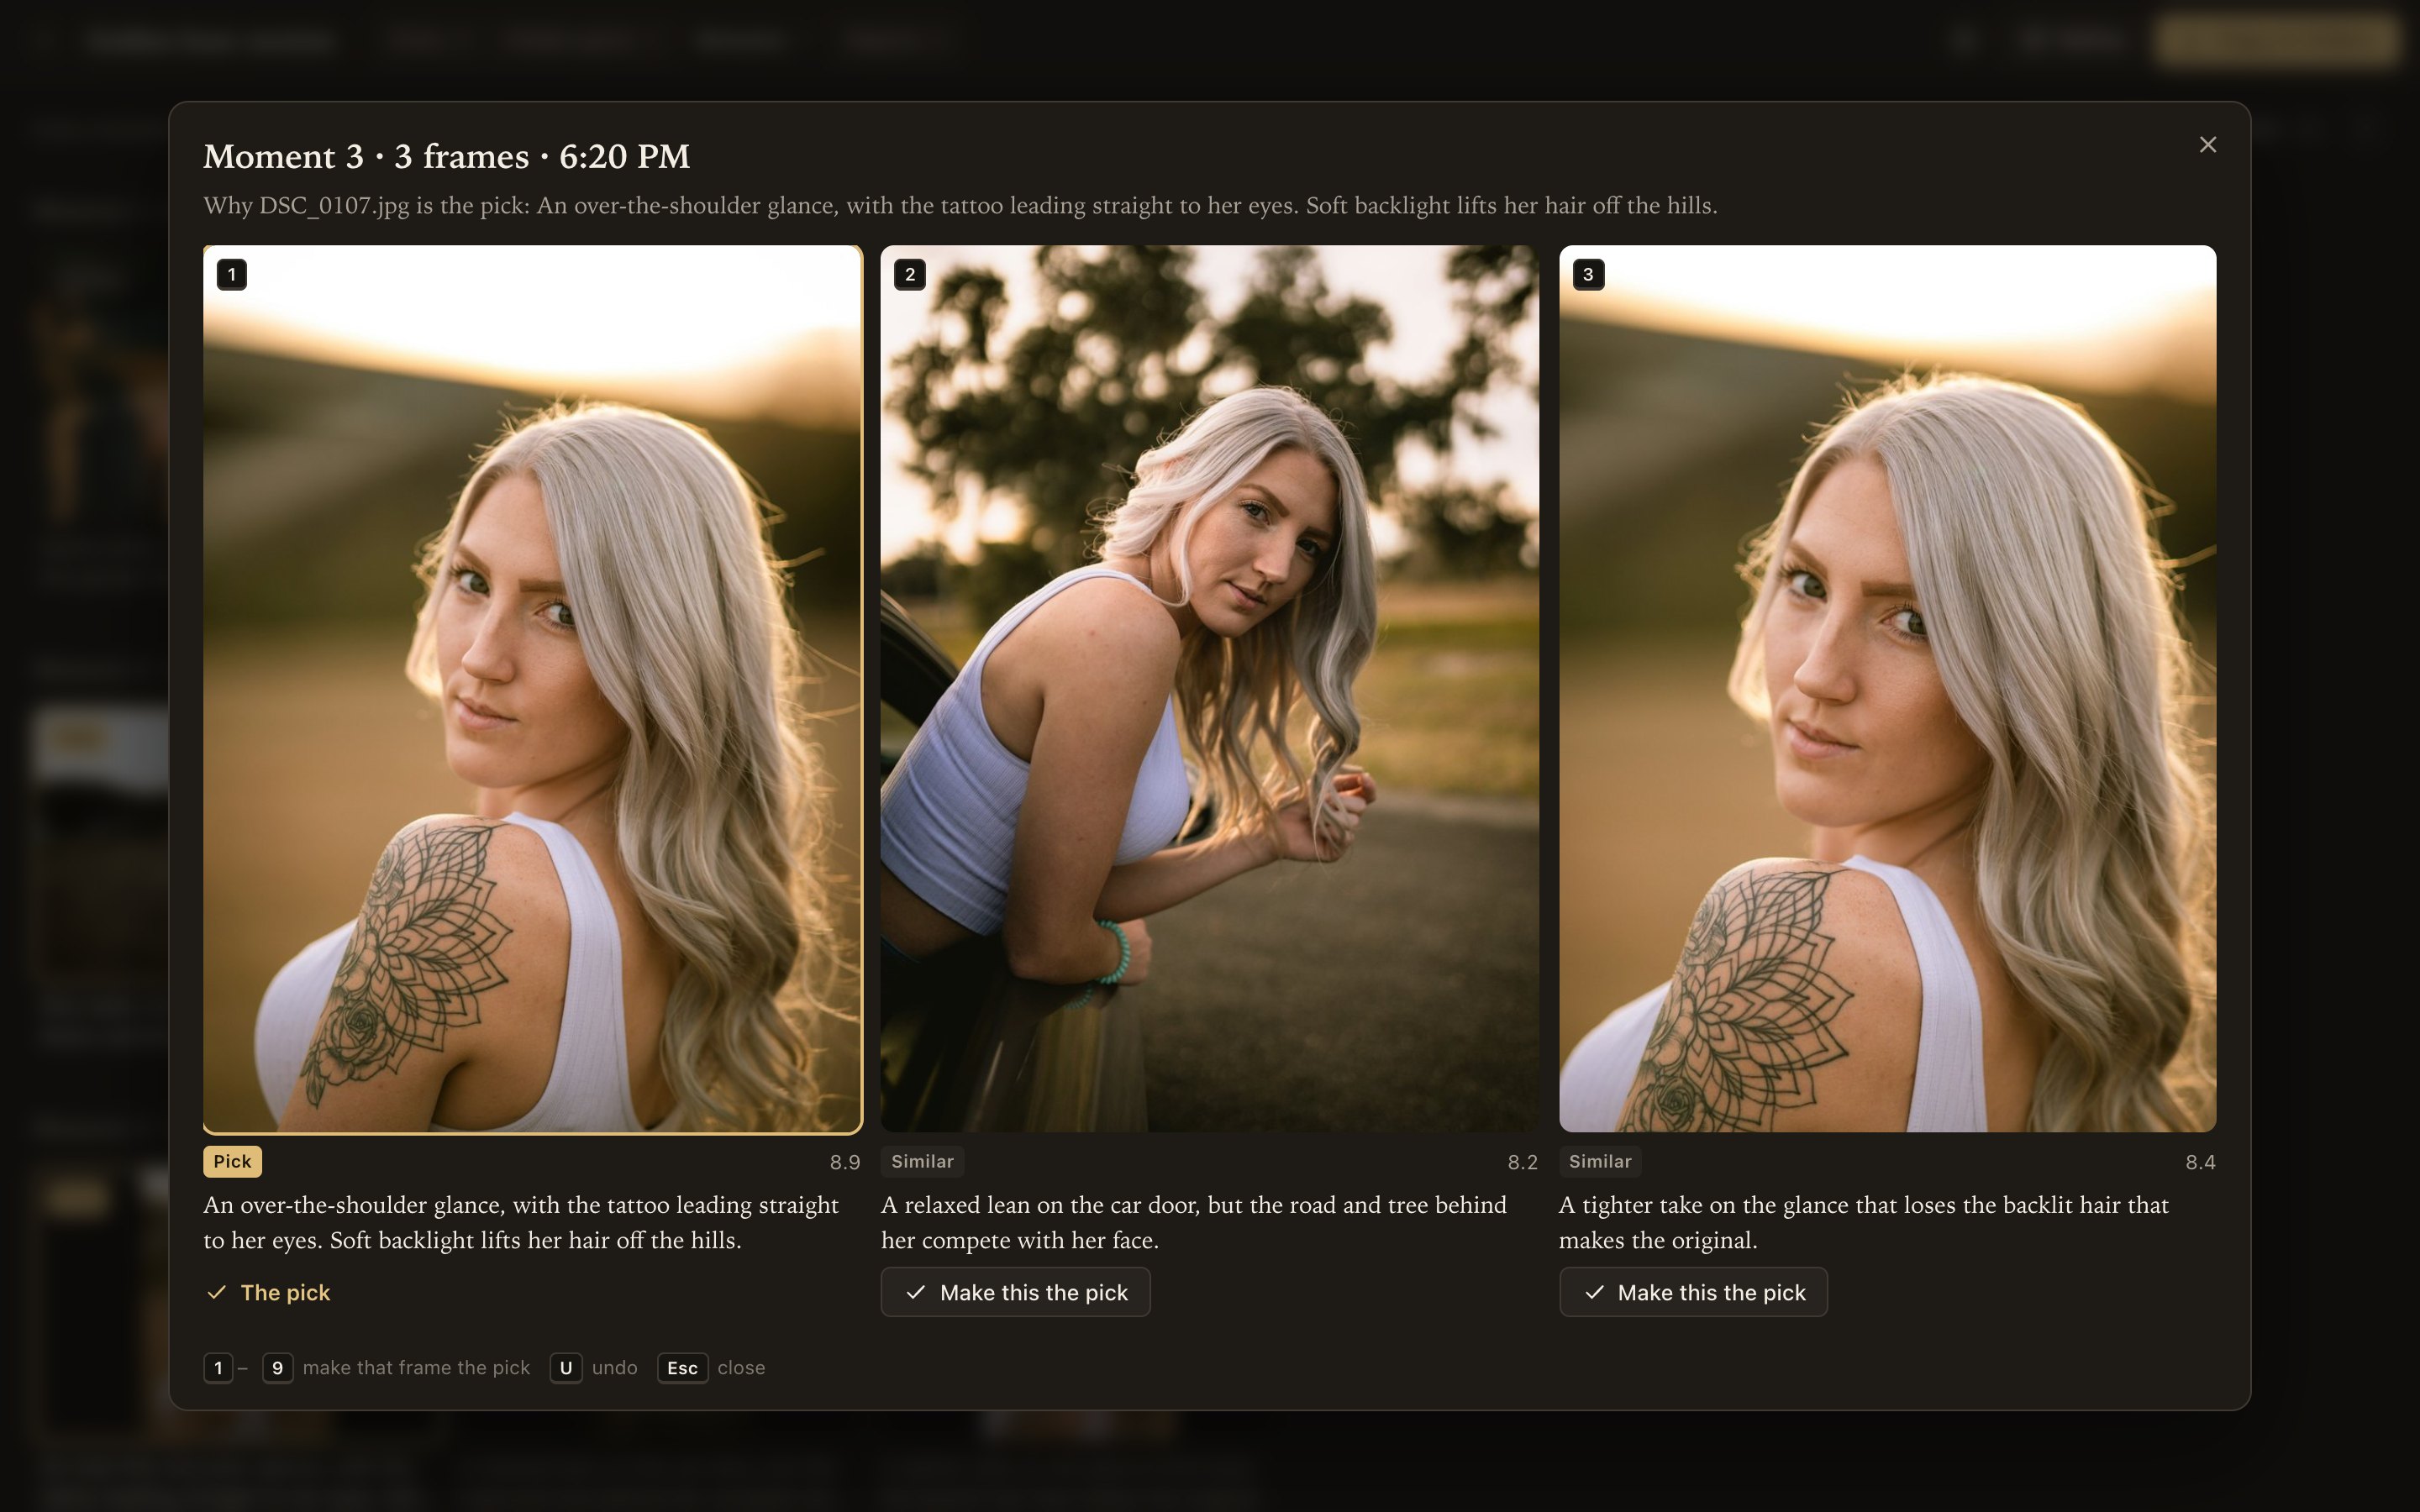 Moment 3 · 3 frames · 6:20 PM
Why DSC_0107.jpg is the pick: An over-the-shoulder glance, with the tattoo leading straight to her eyes. Soft backlight lifts her hair off the hills.
1
2
3
Pick
8.9
Similar
8.2
Similar
8.4
An over-the-shoulder glance, with the tattoo leading straight
to her eyes. Soft backlight lifts her hair off the hills.
A relaxed lean on the car door, but the road and tree behind
her compete with her face.
A tighter take on the glance that loses the backlit hair that
makes the original.
The pick
Make this the pick
Make this the pick
1 – 9 make that frame the pick U undo Esc close